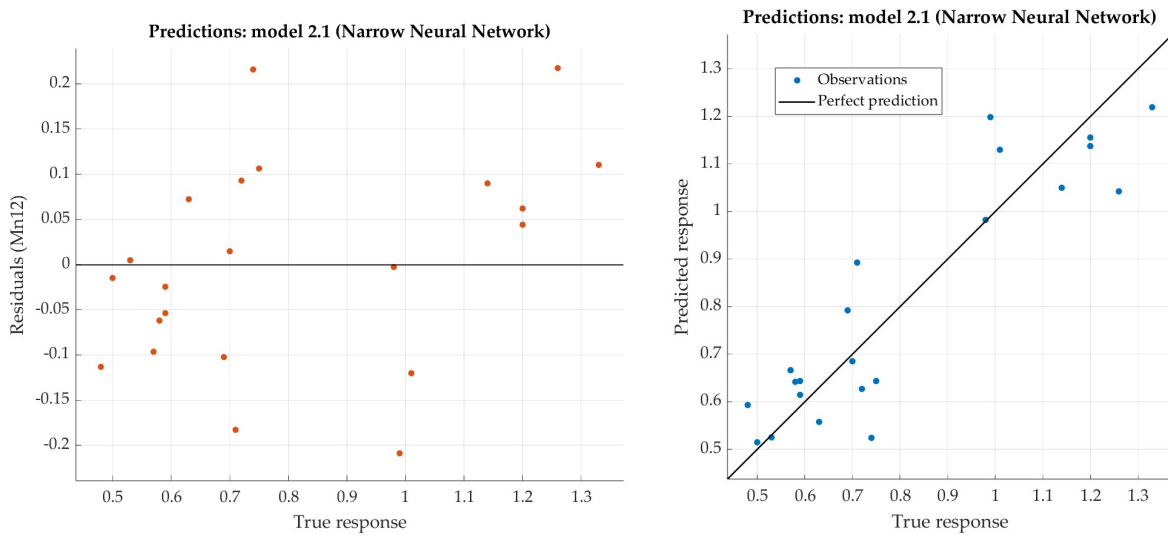 Predictions: model 2.1 (Narrow Neural Network)
Residuals (Mn12)
0.2
0.15
0.1
0.05
0
-0.05
-0.1
-0.15
-0.2
0.5 0.6 0.7 0.8 0.9 1 1.1 1.2 1.3
True response
Predictions: model 2.1 (Narrow Neural Network)
Observations
Perfect prediction
Predicted response
1.3
1.2
1.1
1
0.9
0.8
0.7
0.6
0.5
0.5 0.6 0.7 0.8 0.9 1 1.1 1.2 1.3
True response